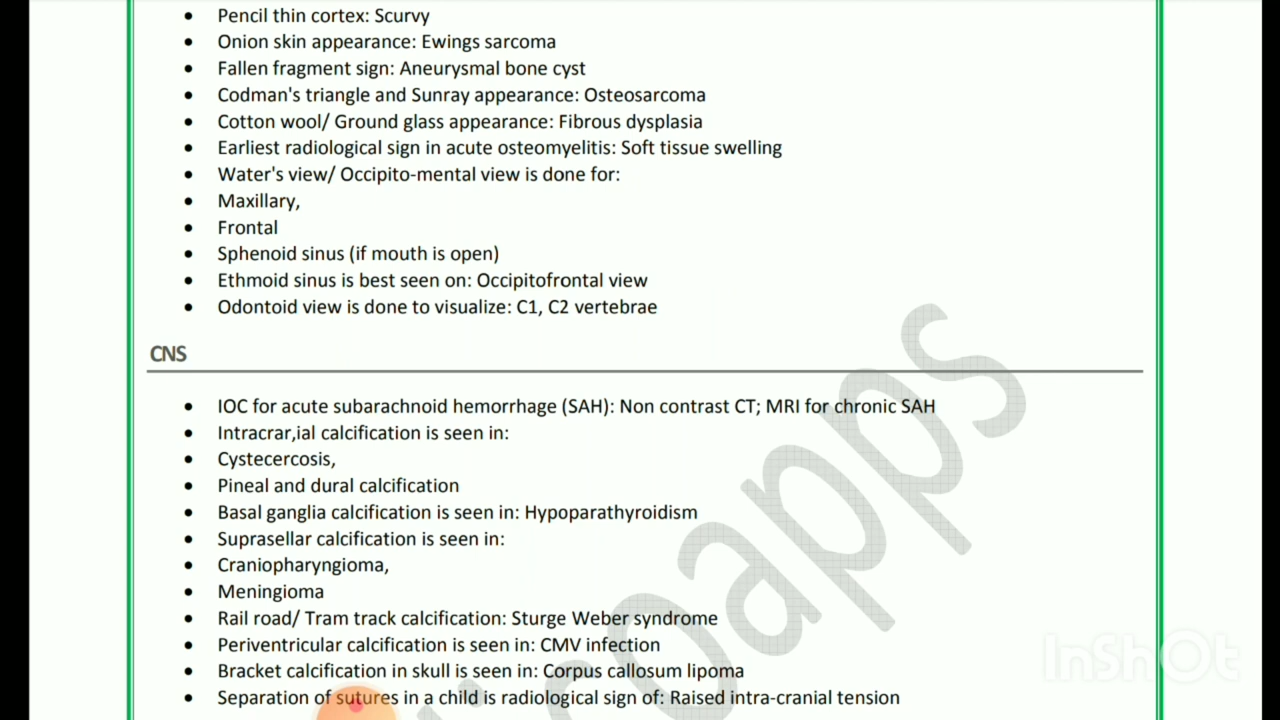 • Pencil thin cortex: Scurvy
• Onion skin appearance: Ewings sarcoma
• Fallen fragment sign: Aneurysmal bone cyst
• Codman's triangle and Sunray appearance: Osteosarcoma
• Cotton wool/ Ground glass appearance: Fibrous dysplasia
• Earliest radiological sign in acute osteomyelitis: Soft tissue swelling
• Water's view/ Occipito-mental view is done for:
• Maxillary,
• Frontal
• Sphenoid sinus (if mouth is open)
• Ethmoid sinus is best seen on: Occipitofrontal view
• Odontoid view is done to visualize: C1, C2 vertebrae
CNS
• IOC for acute subarachnoid hemorrhage (SAH): Non contrast CT; MRI for chronic SAH
• Intracrar,ial calcification is seen in:
• Cystecercosis,
• Pineal and dural calcification
• Basal ganglia calcification is seen in: Hypoparathyroidism
• Suprasellar calcification is seen in:
• Craniopharyngioma,
• Meningioma
• Rail road/ Tram track calcification: Sturge Weber syndrome
• Periventricular calcification is seen in: CMV infection
• Bracket calcification in skull is seen in: Corpus callosum lipoma
• Separation of sutures in a child is radiological sign of: Raised intra-cranial tension
InShOt